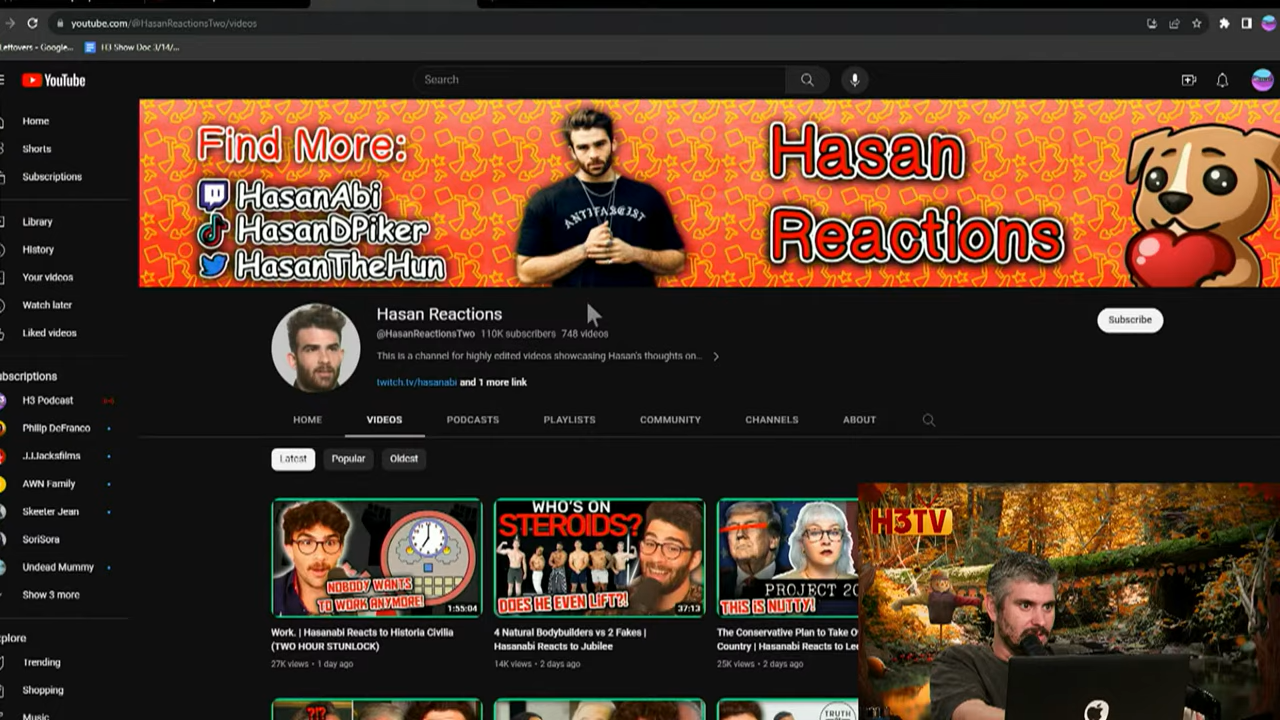 youtube.com/@HasanReactionsTwo/videos
Leftovers - Google...
H3 Show Doc 3/14/...
YouTube
Search
Home
Shorts
Subscriptions
Library
History
Your videos
Watch later
Liked videos
ubscriptions
H3 Podcast
Philip DeFranco
J.J.Jacksfilms
AWN Family
Skeeter Jean
SoriSora
Undead Mummy
Show 3 more
xplore
Trending
Shopping
Music
Find More:
HasanAbi
HasanDPiker
HasanTheHun
ANTIFASCIST
Hasan
Reactions
Hasan Reactions
@HasanReactionsTwo 110K subscribers 748 videos
This is a channel for highly edited videos showcasing Hasan's thoughts on...
twitch.tv/hasanabi and 1 more link
Subscribe
HOME
VIDEOS
PODCASTS
PLAYLISTS
COMMUNITY
CHANNELS
ABOUT
Latest
Popular
Oldest
NOBODY WANTS
TO WORK ANYMORE!
1:55:04
Work. | Hasanabi Reacts to Historia Civilia
(TWO HOUR STUNLOCK)
27K views • 1 day ago
WHO'S ON
STEROIDS?
DOES HE EVEN LIFT?!
37:13
4 Natural Bodybuilders vs 2 Fakes |
Hasanabi Reacts to Jubilee
14K views • 2 days ago
PROJECT 20
THIS IS NUTTY!
The Conservative Plan to Take O
Country | Hasanabi Reacts to Lee
25K views • 2 days ago
H3TV
!?
TRUTH